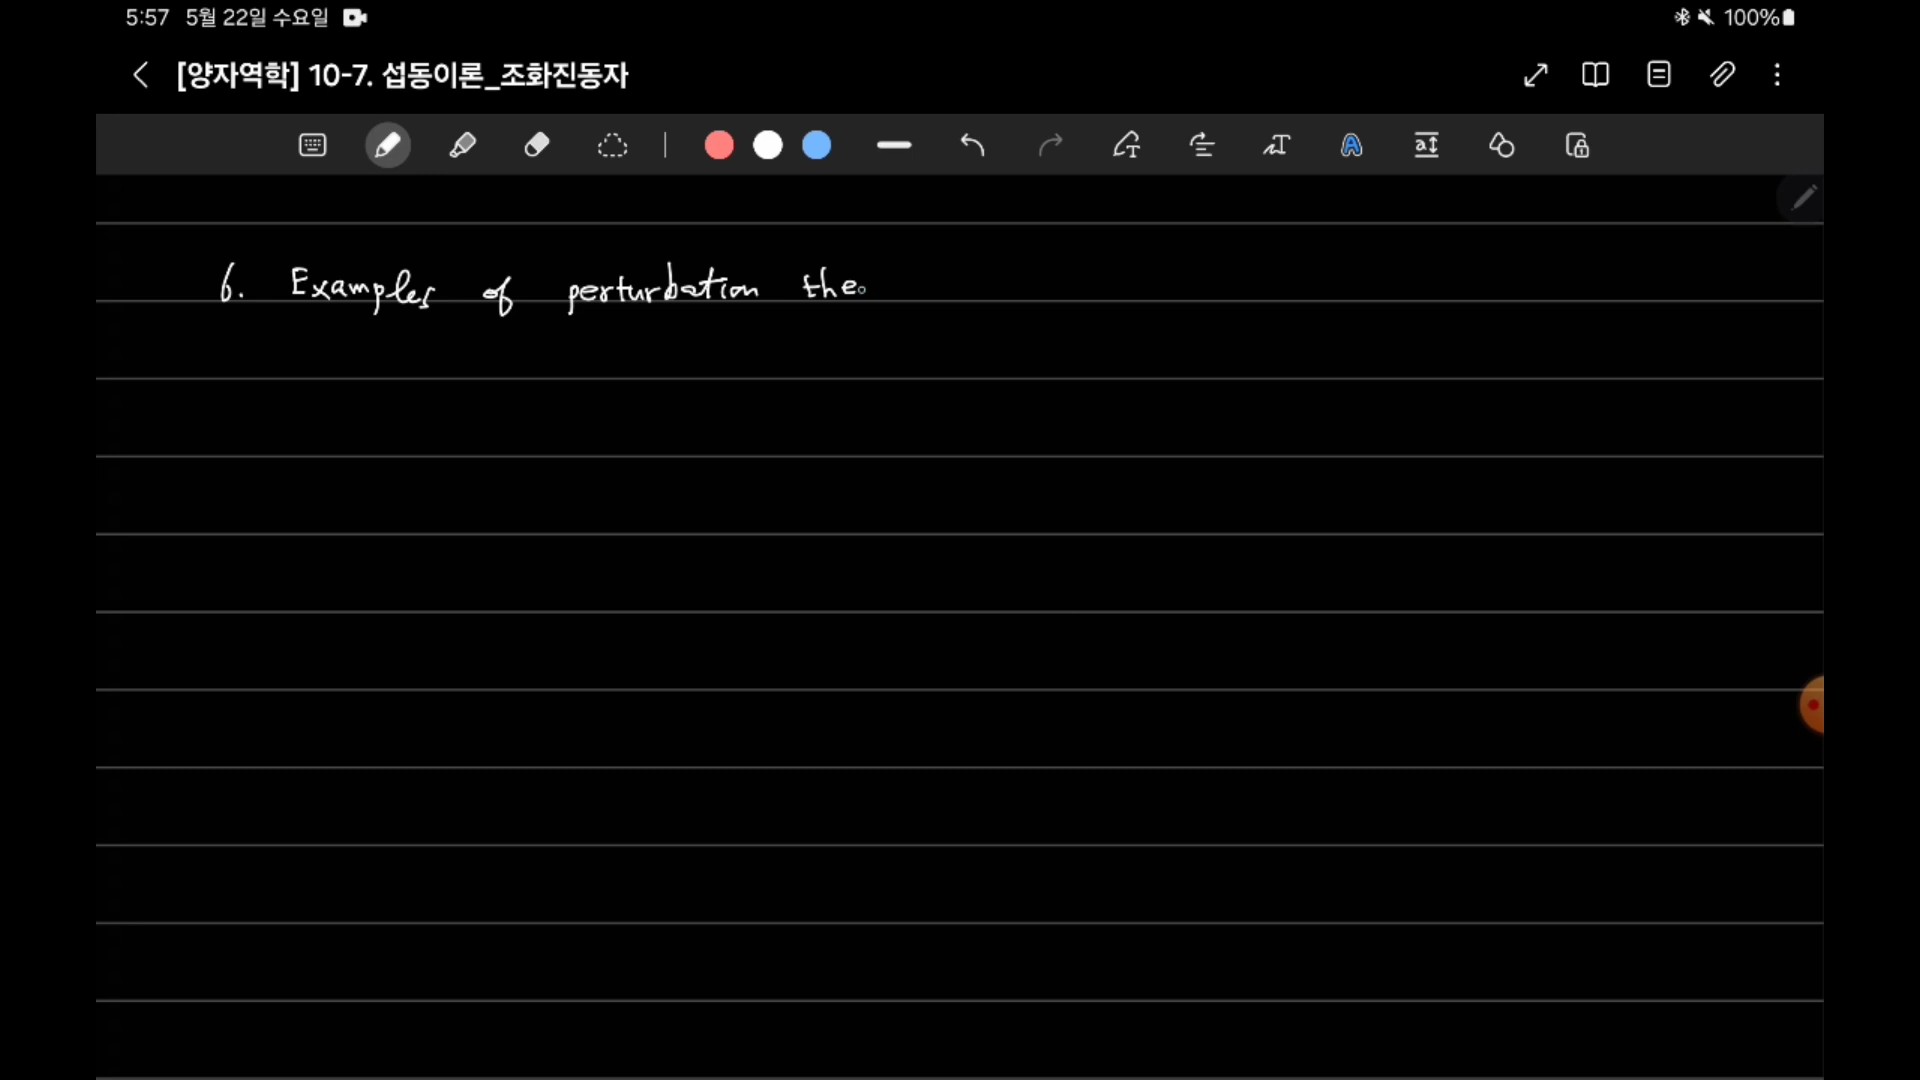 5:57 5월 22일 수요일
100%
[양자역학] 10-7. 섭동이론_조화진동자
6. Examples of perturbation the